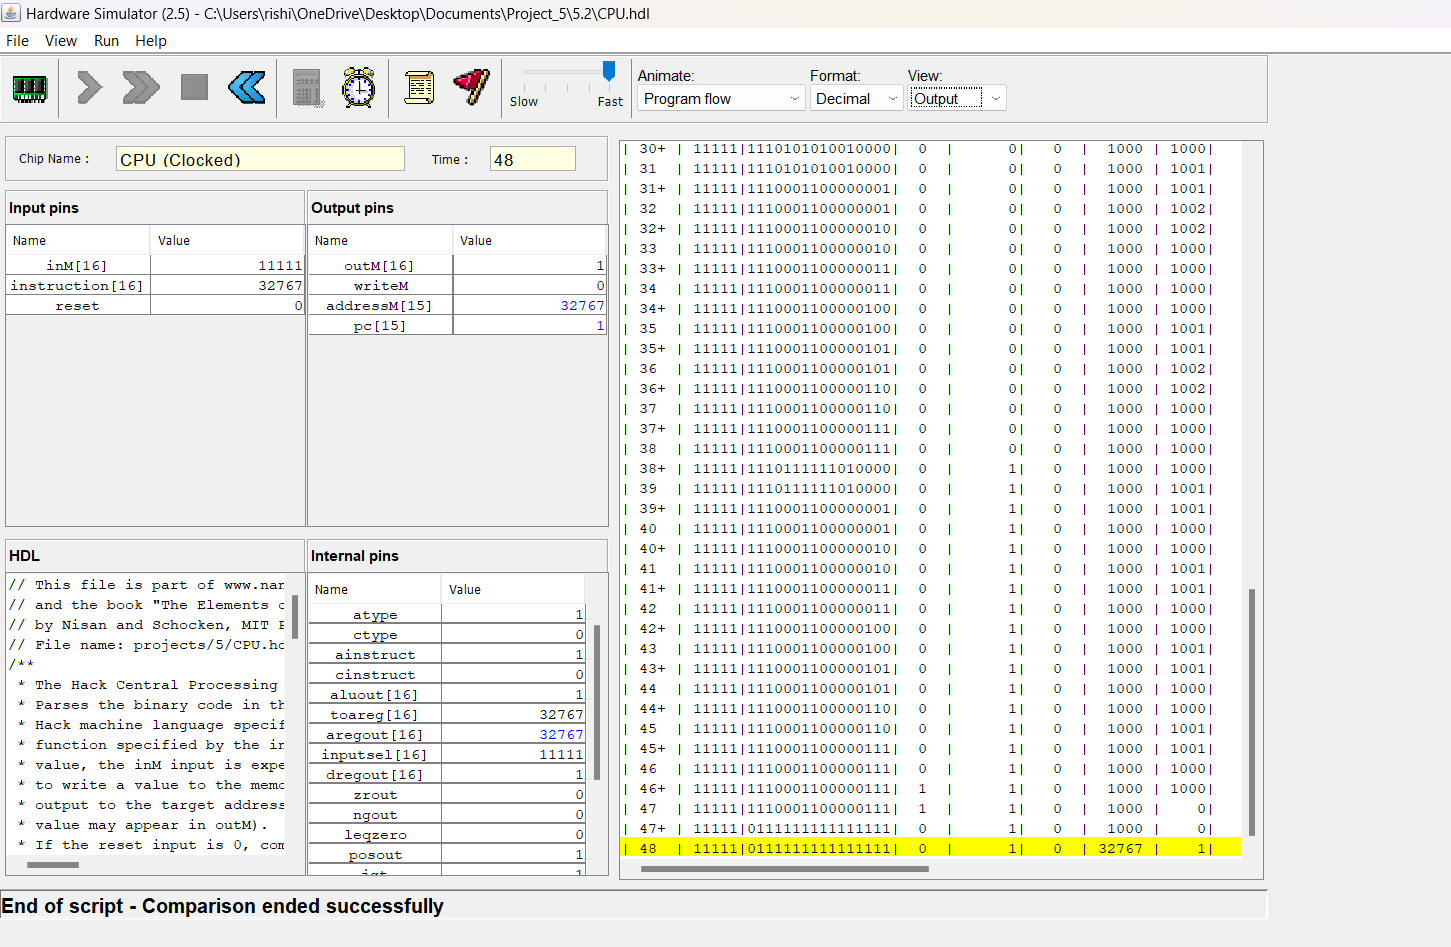 Hardware Simulator (2.5) - C:\Users\rishi\OneDrive\Desktop\Documents\Project_5\5.2\CPU.hdl
File View Run Help
Slow Fast
Animate: Format: View:
Program flow Decimal Output
Chip Name : CPU (Clocked) Time : 48
Input pins
Name Value
inM[16] 11111
instruction[16] 32767
reset 0
Output pins
Name Value
outM[16] 1
writeM 0
addressM[15] 32767
pc[15] 1
HDL
// This file is part of www.nan
// and the book "The Elements o
// by Nisan and Schocken, MIT P
// File name: projects/5/CPU.hd
/**
* The Hack Central Processing
* Parses the binary code in th
* Hack machine language specif
* function specified by the in
* value, the inM input is expe
* to write a value to the memo
* output to the target address
* value may appear in outM).
* If the reset input is 0, com
Internal pins
Name Value
atype 1
ctype 0
ainstruct 1
cinstruct 0
aluout[16] 1
toareg[16] 32767
aregout[16] 32767
inputsel[16] 11111
dregout[16] 1
zrout 0
ngout 0
leqzero 0
posout 1
jgt 1
| 30+ | 11111|1110101010010000| 0 | 0| 0 | 1000 | 1000|
| 31 | 11111|1110101010010000| 0 | 0| 0 | 1000 | 1001|
| 31+ | 11111|1110001100000001| 0 | 0| 0 | 1000 | 1001|
| 32 | 11111|1110001100000001| 0 | 0| 0 | 1000 | 1002|
| 32+ | 11111|1110001100000010| 0 | 0| 0 | 1000 | 1002|
| 33 | 11111|1110001100000010| 0 | 0| 0 | 1000 | 1000|
| 33+ | 11111|1110001100000011| 0 | 0| 0 | 1000 | 1000|
| 34 | 11111|1110001100000011| 0 | 0| 0 | 1000 | 1000|
| 34+ | 11111|1110001100000100| 0 | 0| 0 | 1000 | 1000|
| 35 | 11111|1110001100000100| 0 | 0| 0 | 1000 | 1001|
| 35+ | 11111|1110001100000101| 0 | 0| 0 | 1000 | 1001|
| 36 | 11111|1110001100000101| 0 | 0| 0 | 1000 | 1002|
| 36+ | 11111|1110001100000110| 0 | 0| 0 | 1000 | 1002|
| 37 | 11111|1110001100000110| 0 | 0| 0 | 1000 | 1000|
| 37+ | 11111|1110001100000111| 0 | 0| 0 | 1000 | 1000|
| 38 | 11111|1110001100000111| 0 | 0| 0 | 1000 | 1000|
| 38+ | 11111|1110111111010000| 0 | 1| 0 | 1000 | 1000|
| 39 | 11111|1110111111010000| 0 | 1| 0 | 1000 | 1001|
| 39+ | 11111|1110001100000001| 0 | 1| 0 | 1000 | 1001|
| 40 | 11111|1110001100000001| 0 | 1| 0 | 1000 | 1000|
| 40+ | 11111|1110001100000010| 0 | 1| 0 | 1000 | 1000|
| 41 | 11111|1110001100000010| 0 | 1| 0 | 1000 | 1001|
| 41+ | 11111|1110001100000011| 0 | 1| 0 | 1000 | 1001|
| 42 | 11111|1110001100000011| 0 | 1| 0 | 1000 | 1000|
| 42+ | 11111|1110001100000100| 0 | 1| 0 | 1000 | 1000|
| 43 | 11111|1110001100000100| 0 | 1| 0 | 1000 | 1001|
| 43+ | 11111|1110001100000101| 0 | 1| 0 | 1000 | 1001|
| 44 | 11111|1110001100000101| 0 | 1| 0 | 1000 | 1000|
| 44+ | 11111|1110001100000110| 0 | 1| 0 | 1000 | 1000|
| 45 | 11111|1110001100000110| 0 | 1| 0 | 1000 | 1001|
| 45+ | 11111|1110001100000111| 0 | 1| 0 | 1000 | 1001|
| 46 | 11111|1110001100000111| 0 | 1| 0 | 1000 | 1000|
| 46+ | 11111|1110001100000111| 1 | 1| 0 | 1000 | 1000|
| 47 | 11111|1110001100000111| 1 | 1| 0 | 1000 | 0|
| 47+ | 11111|0111111111111111| 0 | 1| 0 | 1000 | 0|
| 48 | 11111|0111111111111111| 0 | 1| 0 | 32767 | 1|
End of script - Comparison ended successfully